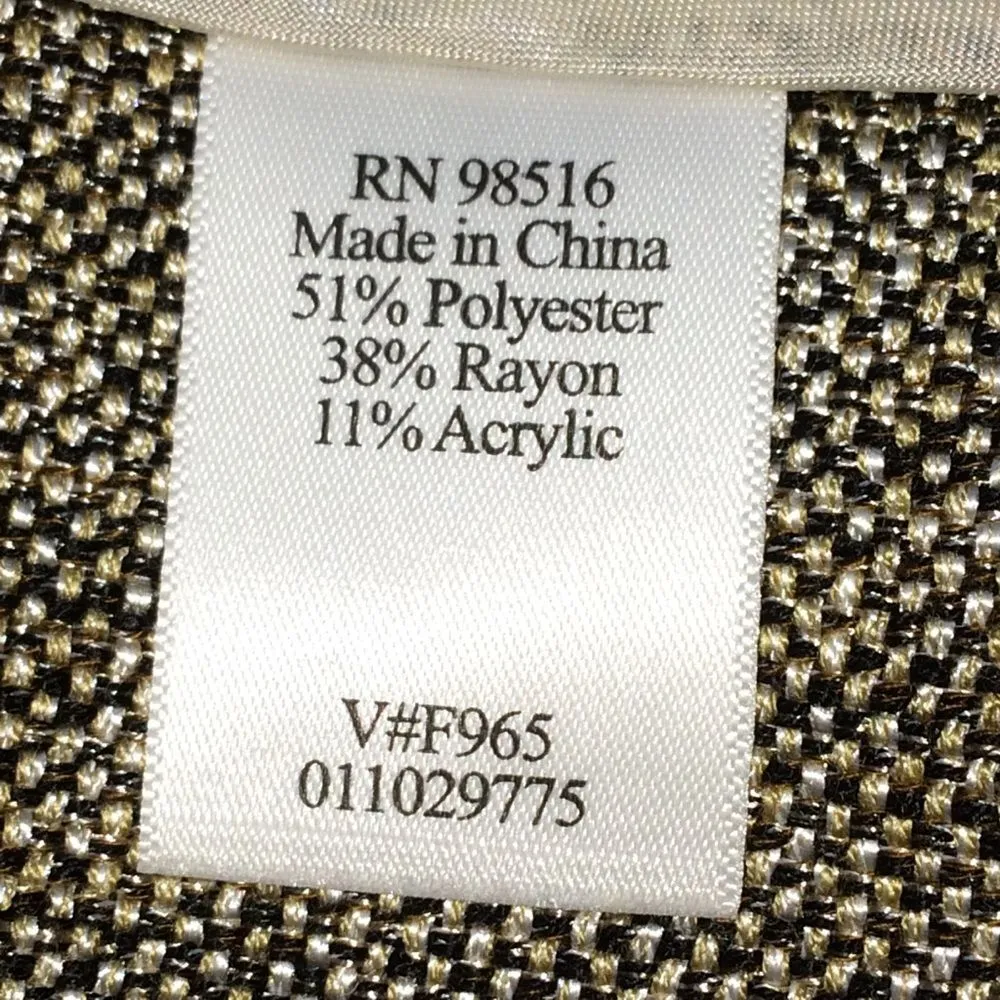 RN 98516
Made in China
51% Polyester
38% Rayon
11% Acrylic
V#F965
011029775